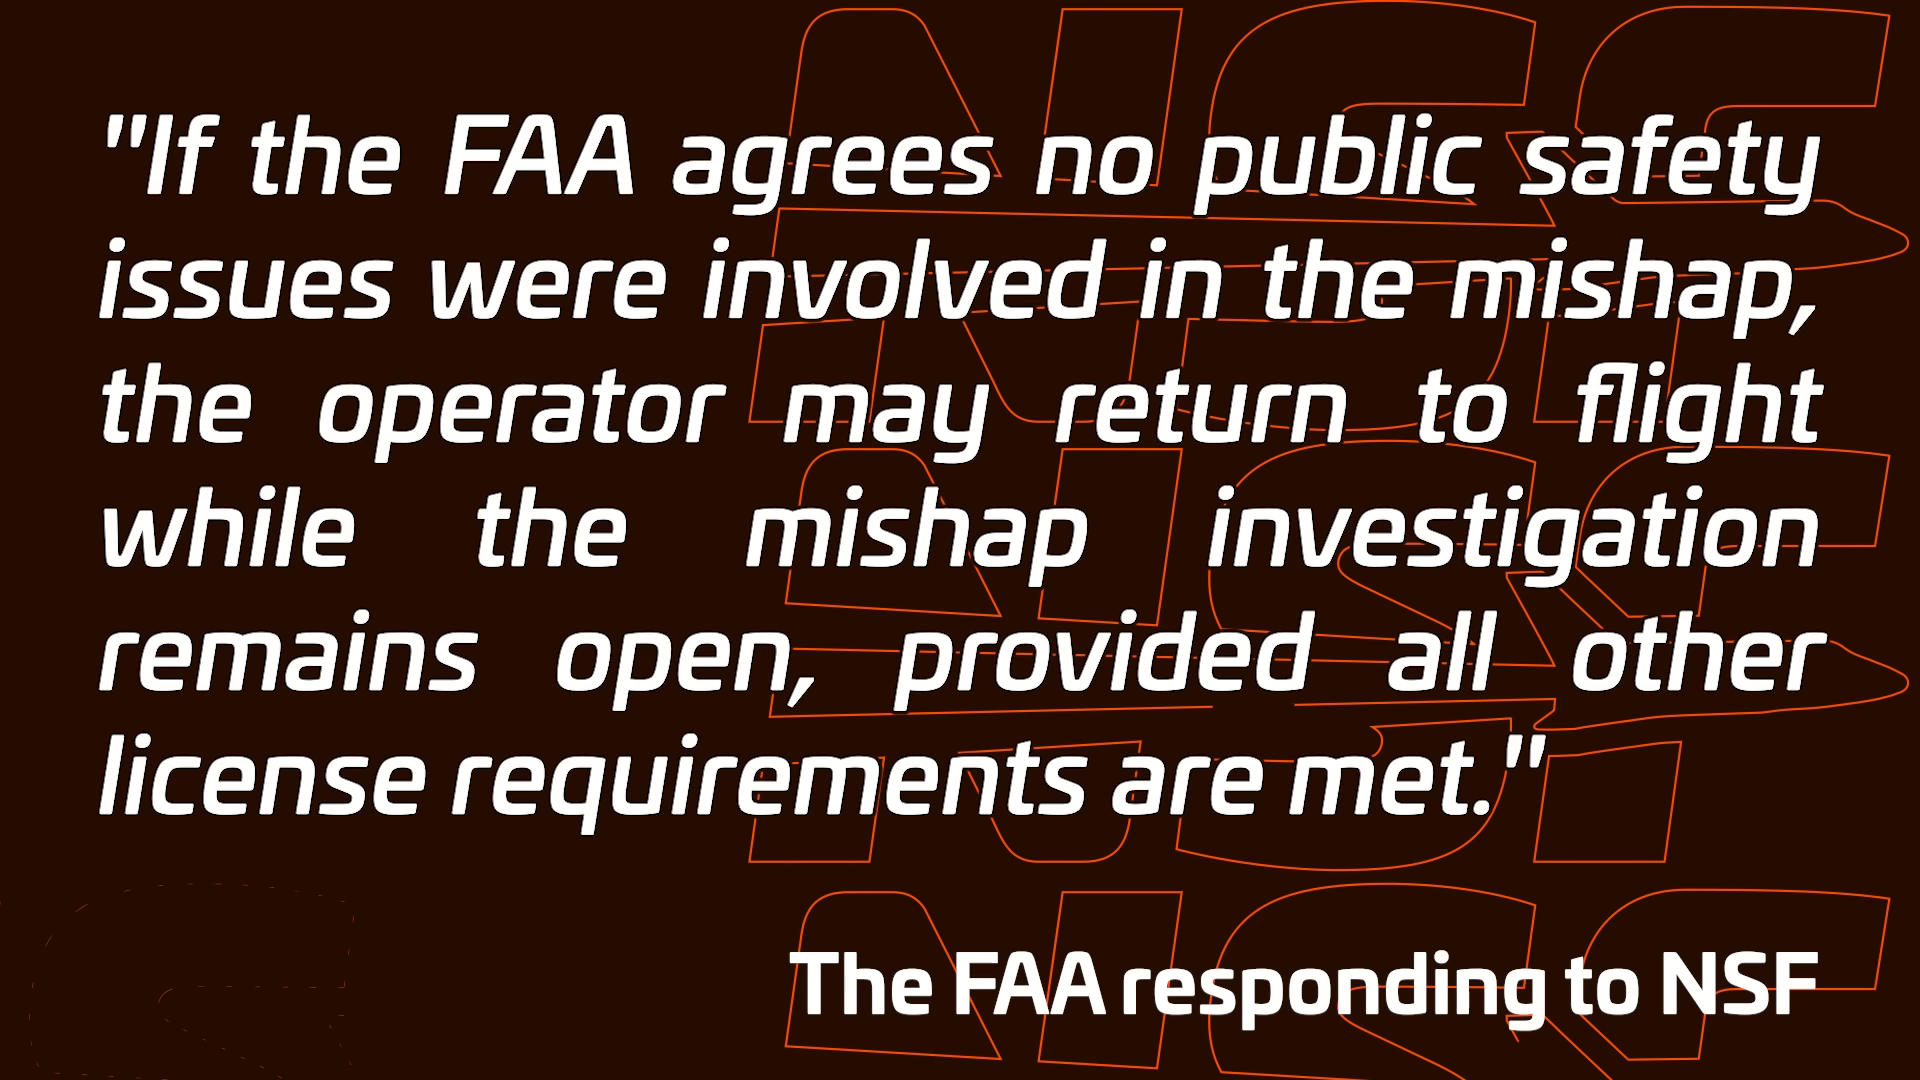 "If the FAA agrees no public safety
issues were involved in the mishap,
the operator may return to flight
while the mishap investigation
remains open, provided all other
license requirements are met."
The FAA responding to NSF